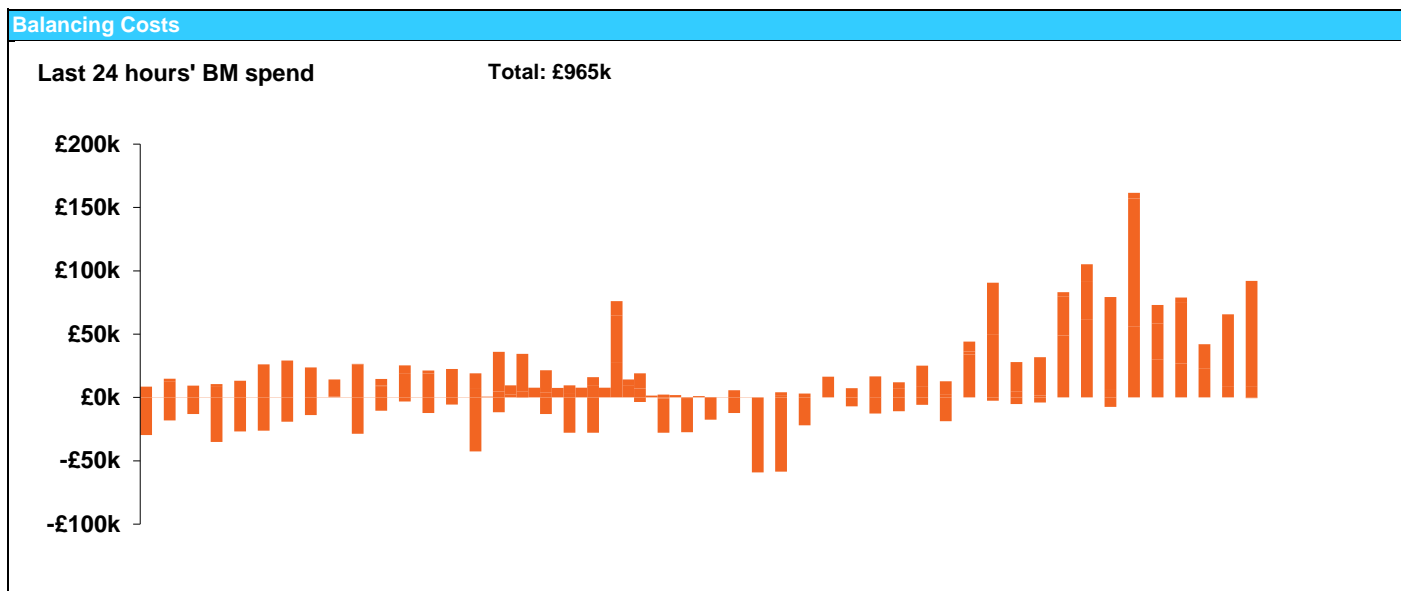 Balancing Costs
Last 24 hours' BM spend Total: £965k
£200k
£150k
£100k
£50k
£0k
-£50k
-£100k